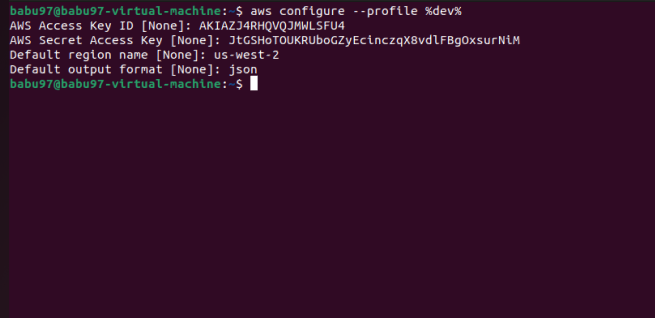 babu97@babu97-virtual-machine:~$ aws configure --profile %dev%
AWS Access Key ID [None]: AKIAZJ4RHQVQJMWLSFU4
AWS Secret Access Key [None]: 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
Default region name [None]: us-west-2
Default output format [None]: json
babu97@babu97-virtual-machine:~$